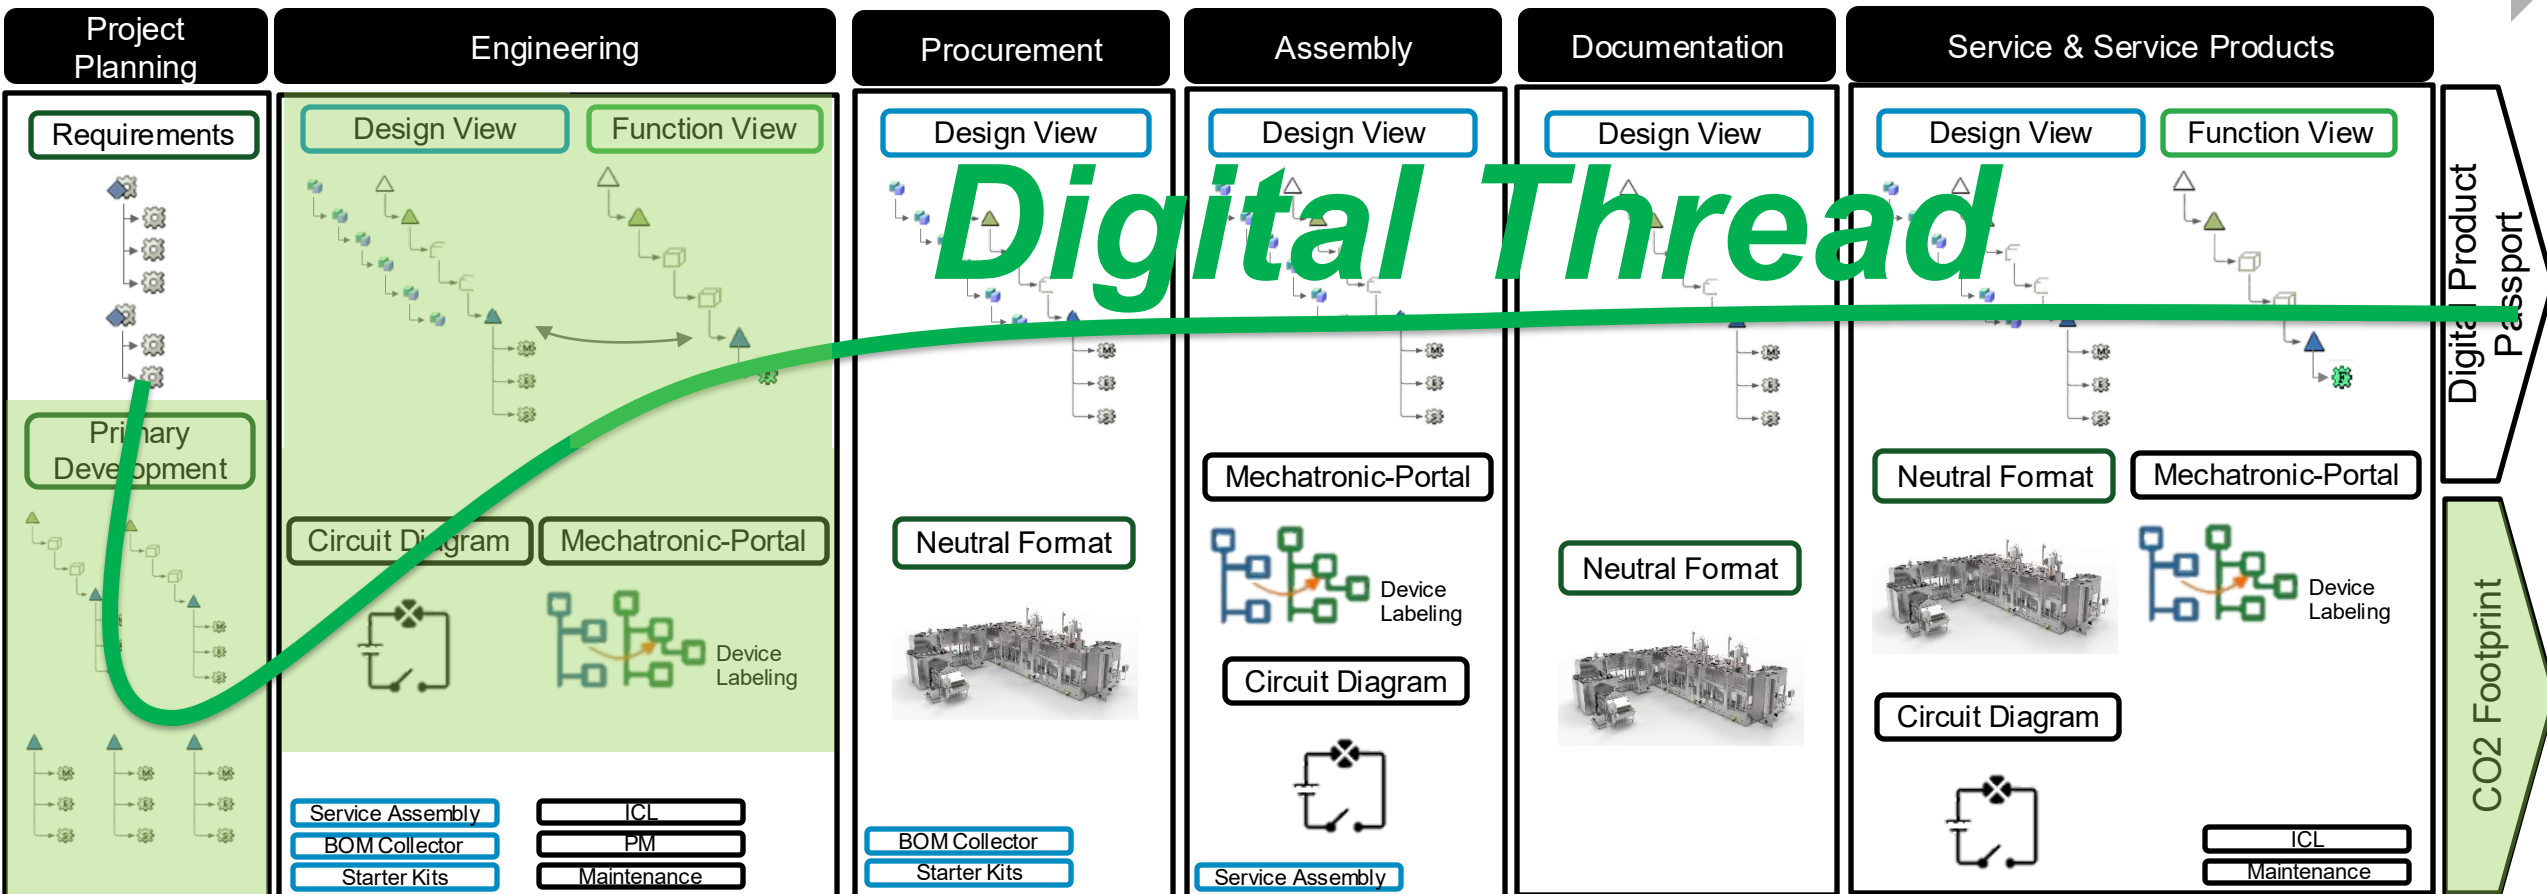 Project
Planning
Engineering
Procurement
Assembly
Documentation
Service & Service Products
Requirements
Primary
Development
Design View
Function View
Circuit Diagram
Mechatronic-Portal
Device
Labeling
Service Assembly
BOM Collector
Starter Kits
ICL
PM
Maintenance
Design View
Neutral Format
BOM Collector
Starter Kits
Design View
Mechatronic-Portal
Device
Labeling
Circuit Diagram
Service Assembly
Design View
Neutral Format
Design View
Function View
Neutral Format
Mechatronic-Portal
Device
Labeling
Circuit Diagram
ICL
Maintenance
Digital Thread
Digital Product
Passport
CO2 Footprint